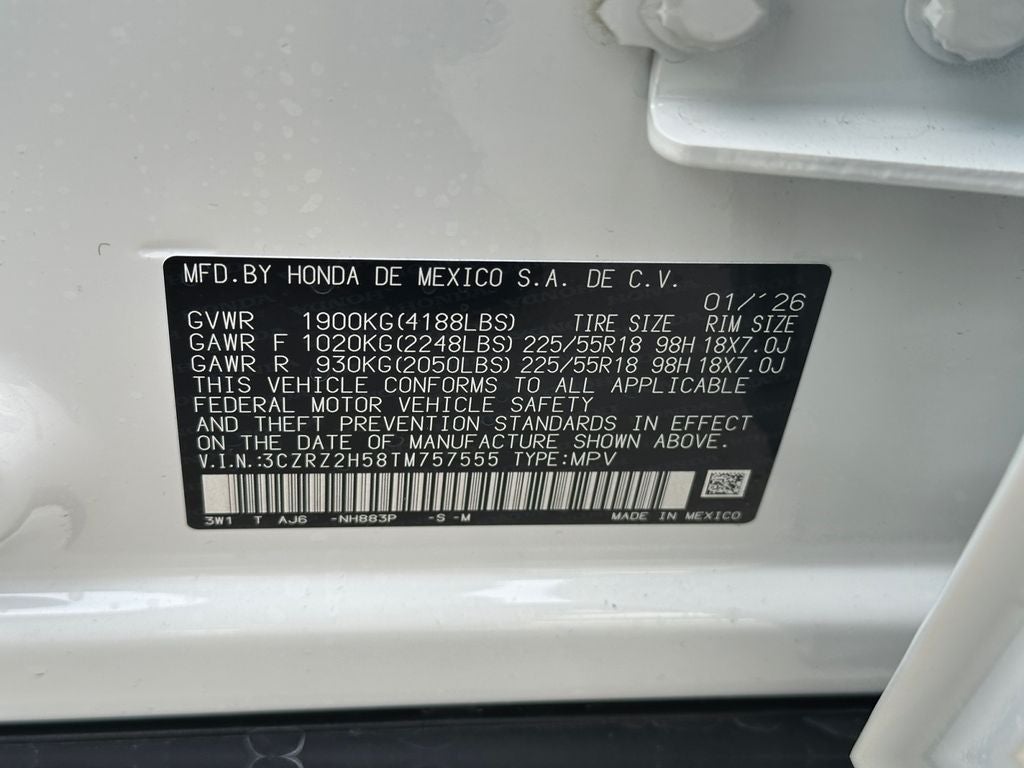 MFD.BY HONDA DE MEXICO S.A. DE C.V.
01/'26
GVWR 1900KG(4188LBS) TIRE SIZE RIM SIZE
GAWR F 1020KG(2248LBS) 225/55R18 98H 18X7.0J
GAWR R 930KG(2050LBS) 225/55R18 98H 18X7.0J
THIS VEHICLE CONFORMS TO ALL APPLICABLE
FEDERAL MOTOR VEHICLE SAFETY
AND THEFT PREVENTION STANDARDS IN EFFECT
ON THE DATE OF MANUFACTURE SHOWN ABOVE.
V.I.N.:3CZRZ2H58TM757555 TYPE:MPV
3W1 T AJ6 -NH883P -S -M MADE IN MEXICO